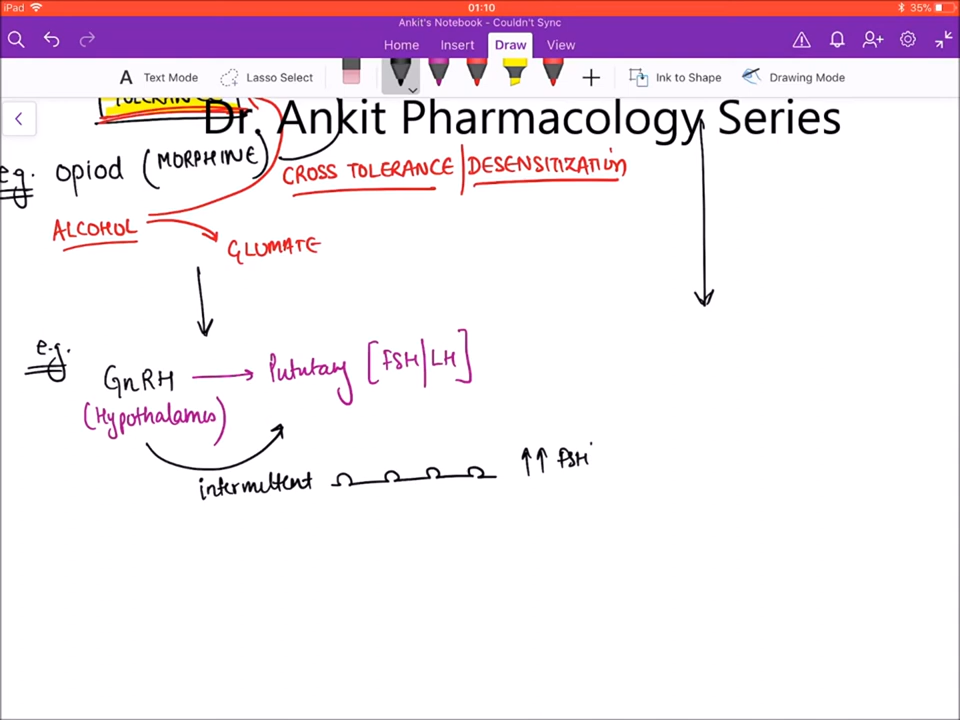 iPad 01:10 35%
Ankit's Notebook - Couldn't Sync
Home Insert Draw View
Text Mode Lasso Select Ink to Shape Drawing Mode
TOLERANCE
Dr. Ankit Pharmacology Series
e.g. opiod (MORPHINE)
CROSS TOLERANCE | DESENSITIZATION
ALCOHOL
GLUMATE
e.g.
GnRH → Pututary [FSH|LH]
(Hypothalames)
intermittent ↑↑ FSH